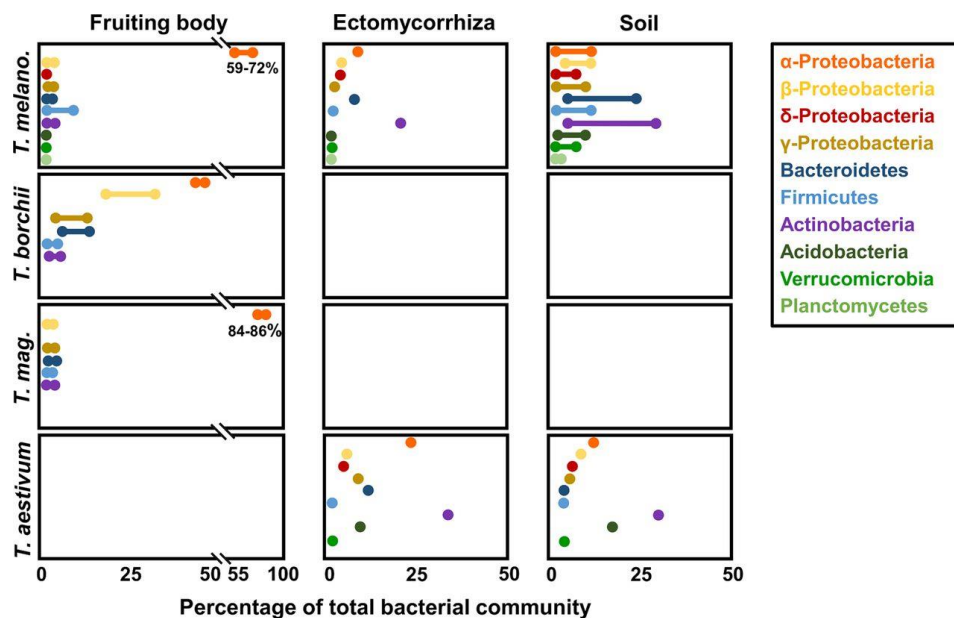 Fruiting body Ectomycorrhiza Soil
T. melano.
59-72%
T. borchii
T. mag.
84-86%
T. aestivum
0 25 50 55 100 0 25 50 0 25 50
Percentage of total bacterial community
α-Proteobacteria
β-Proteobacteria
δ-Proteobacteria
γ-Proteobacteria
Bacteroidetes
Firmicutes
Actinobacteria
Acidobacteria
Verrucomicrobia
Planctomycetes